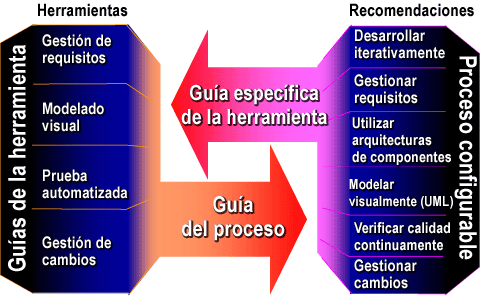 Herramientas
Guías de la herramienta
Gestión de
requisitos
Modelado
visual
Prueba
automatizada
Gestión de
cambios
Guía específica
de la herramienta
Guía
del proceso
Recomendaciones
Desarrollar
iterativamente
Gestionar
requisitos
Utilizar
arquitecturas
de componentes
Modelar
visualmente (UML)
Verificar calidad
continuamente
Gestionar
cambios
Proceso configurable